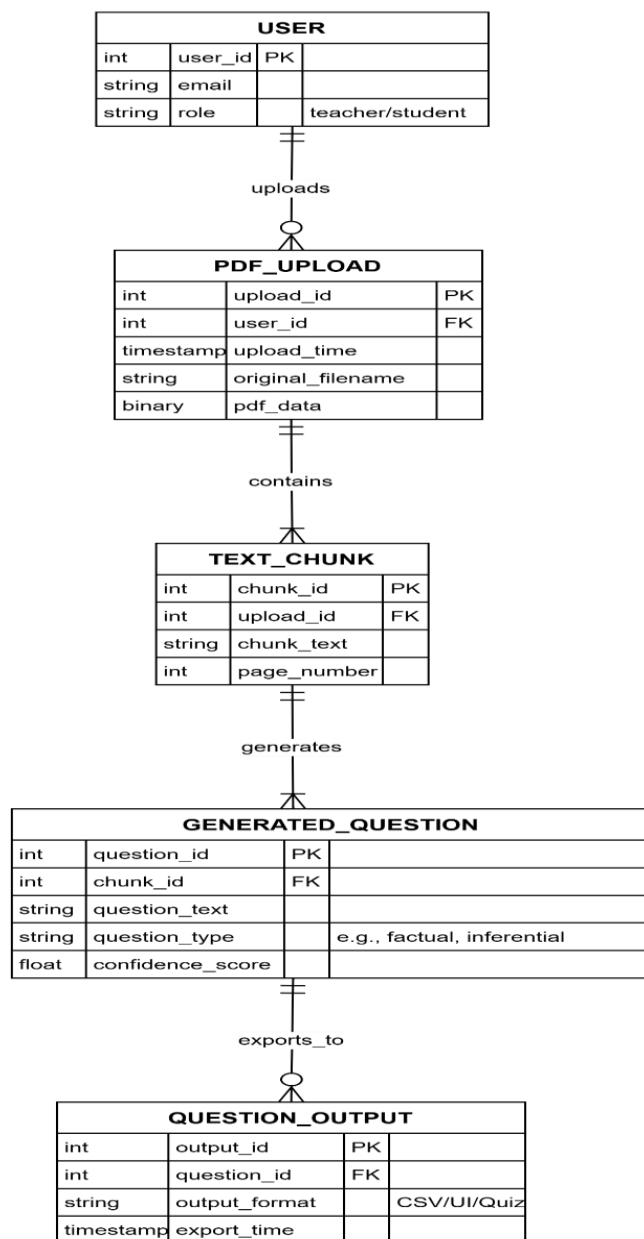 USER
int user_id PK
string email
string role teacher/student
uploads
PDF_UPLOAD
int upload_id PK
int user_id FK
timestamp upload_time
string original_filename
binary pdf_data
contains
TEXT_CHUNK
int chunk_id PK
int upload_id FK
string chunk_text
int page_number
generates
GENERATED_QUESTION
int question_id PK
int chunk_id FK
string question_text
string question_type e.g., factual, inferential
float confidence_score
exports_to
QUESTION_OUTPUT
int output_id PK
int question_id FK
string output_format CSV/UI/Quiz
timestamp export_time